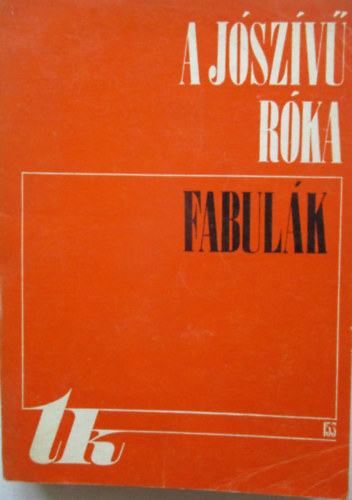 A JÓSZÍVŰ
RÓKA
FABULÁK
tk